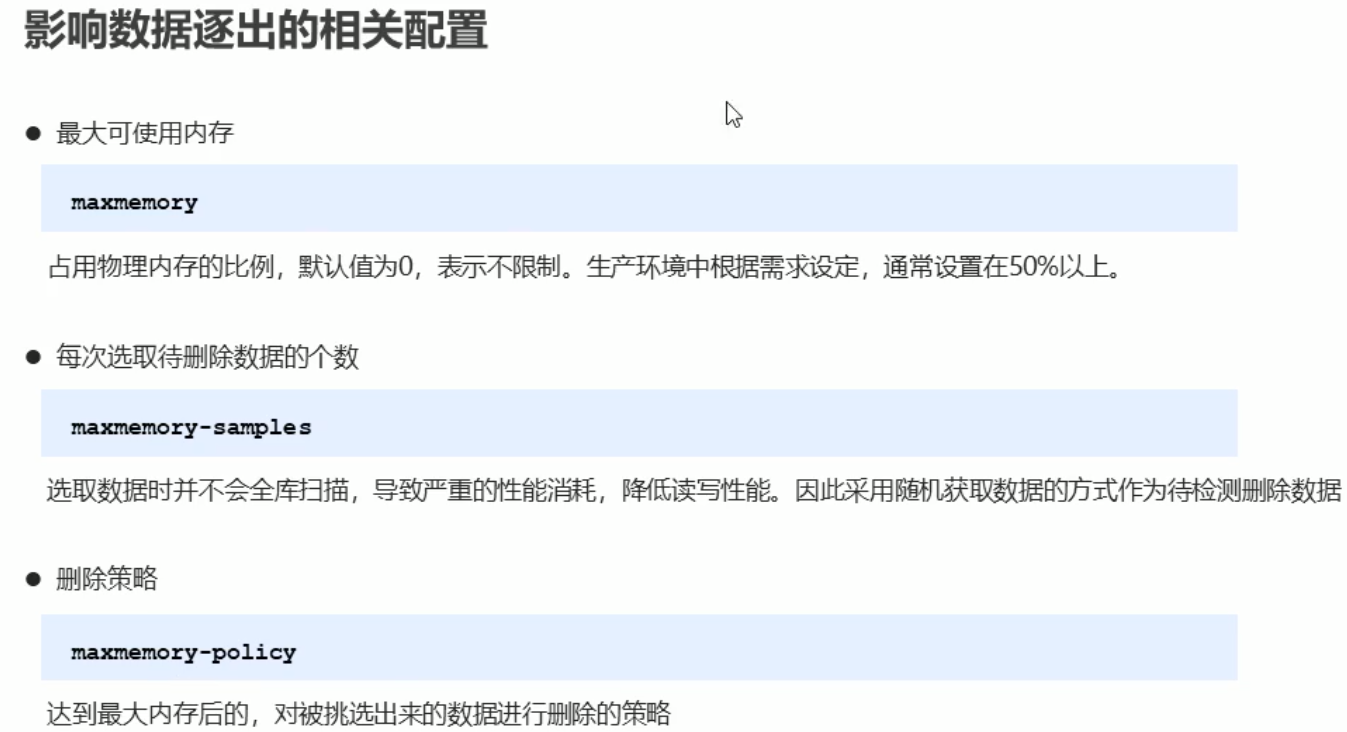 影响数据逐出的相关配置
● 最大可使用内存
maxmemory
占用物理内存的比例，默认值为0，表示不限制。生产环境中根据需求设定，通常设置在50%以上。
● 每次选取待删除数据的个数
maxmemory-samples
选取数据时并不会全库扫描，导致严重的性能消耗，降低读写性能。因此采用随机获取数据的方式作为待检测删除数据
● 删除策略
maxmemory-policy
达到最大内存后的，对被挑选出来的数据进行删除的策略